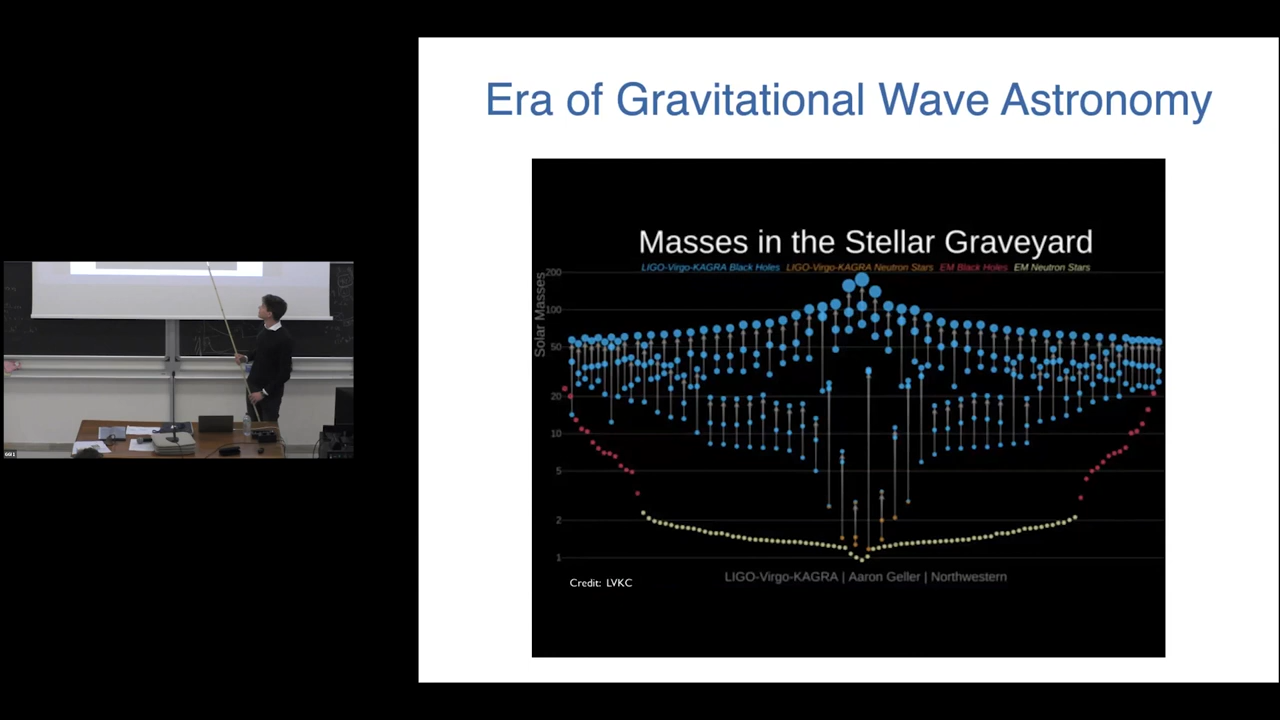 Era of Gravitational Wave Astronomy
Masses in the Stellar Graveyard
LIGO-Virgo-KAGRA Black Holes LIGO-Virgo-KAGRA Neutron Stars EM Black Holes EM Neutron Stars
Solar Masses
200
100
50
20
10
5
2
1
LIGO-Virgo-KAGRA | Aaron Geller | Northwestern
Credit: LVKC